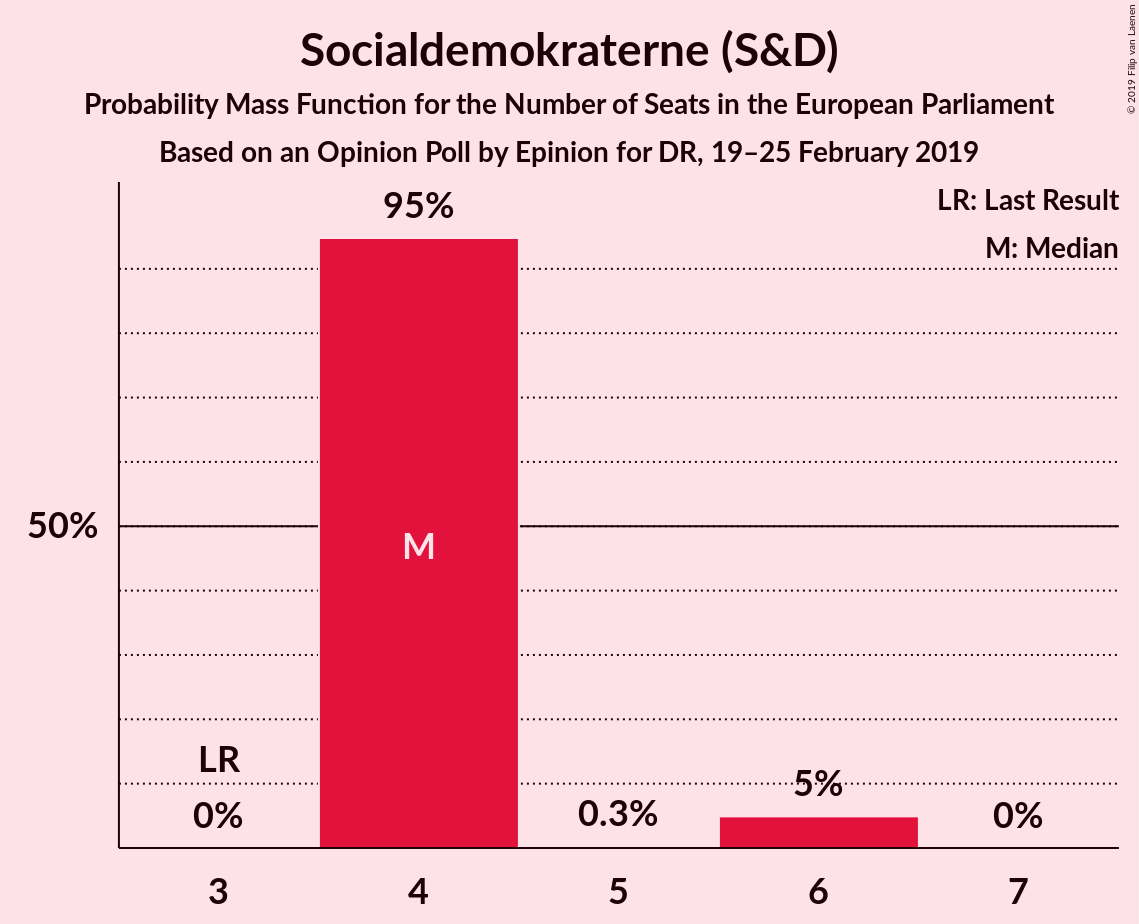 Socialdemokraterne (S&D)
Probability Mass Function for the Number of Seats in the European Parliament
Based on an Opinion Poll by Epinion for DR, 19–25 February 2019
© 2019 Filip van Laenen
LR: Last Result
M: Median
95%
50%
M
LR
0%
0.3%
5%
0%
3
4
5
6
7